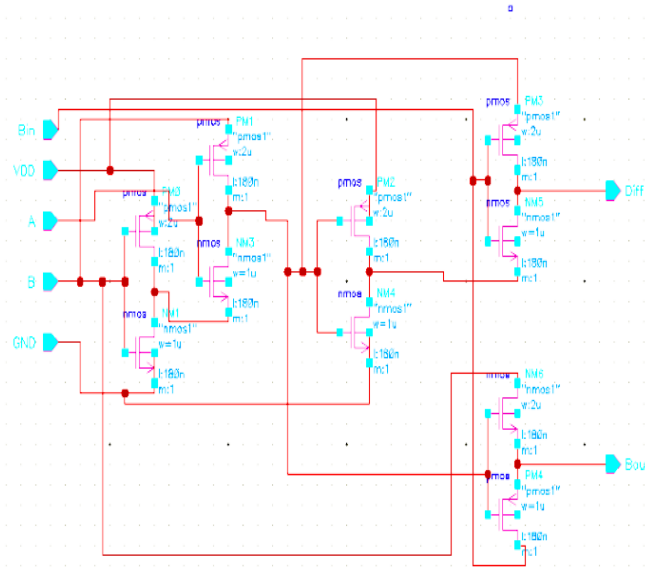 Bin
VDD
A
B
GND
pmos
PM1
"pmos1"
w:2u
l:180n
m:1
pmos
PM0
"pmos1"
w:2u
l:180n
m:1
nmos
NM3
"nmos1"
w=1u
l:180n
m:1
nmos
NM1
"nmos1"
w=1u
l:180n
m:1
pmos
PM2
"pmos1"
w:2u
l:180n
m:1
nmos
NM4
"nmos1"
w=1u
l:180n
m:1
pmos
PM3
"pmos1"
w:2u
l:180n
m:1
Diff
nmos
NM5
"nmos1"
w=1u
l:180n
m:1
nmos
NM6
"nmos1"
w:2u
l:180n
m:1
Bou
pmos
PM4
"pmos1"
w=1u
l:180n
m:1